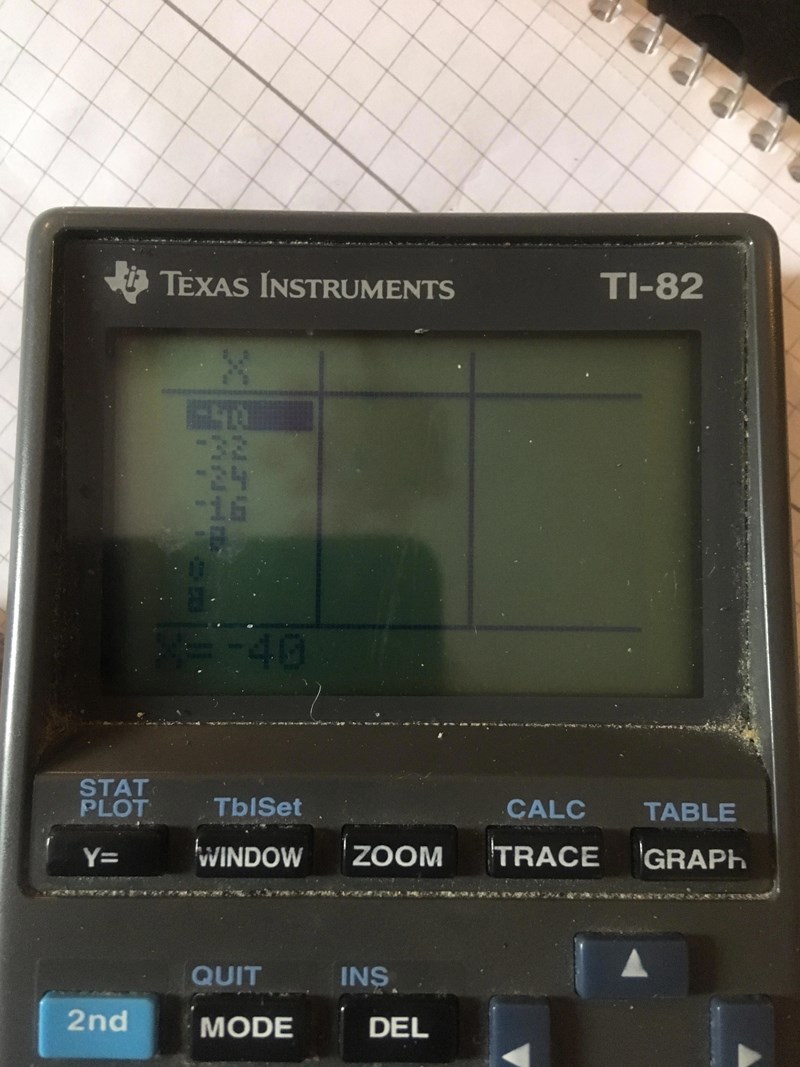 TEXAS INSTRUMENTS TI-82
X
-40
-32
-24
-16
-8
0
8
X=-40
STAT PLOT TblSet CALC TABLE
Y= WINDOW ZOOM TRACE GRAPH
QUIT INS
2nd MODE DEL